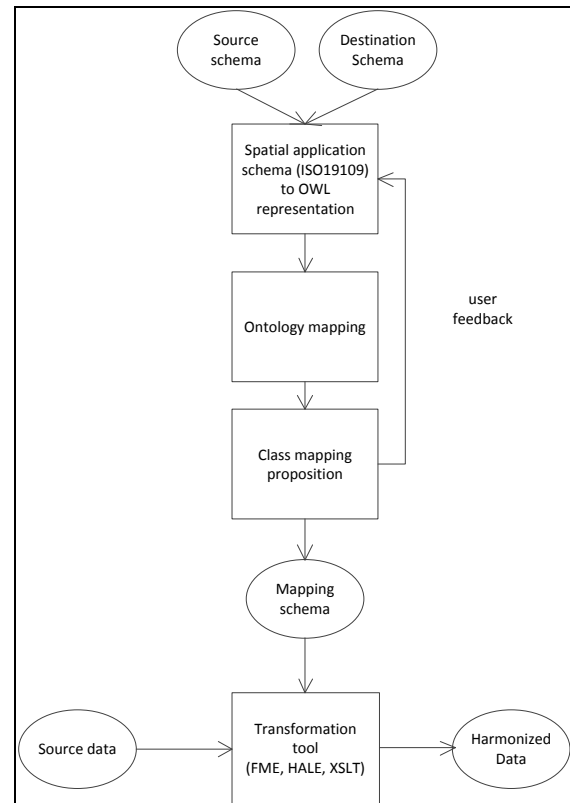 Source
schema
Destination
Schema
Spatial application
schema (ISO19109)
to OWL
representation
Ontology mapping
user
feedback
Class mapping
proposition
Mapping
schema
Source data
Transformation
tool
(FME, HALE, XSLT)
Harmonized
Data